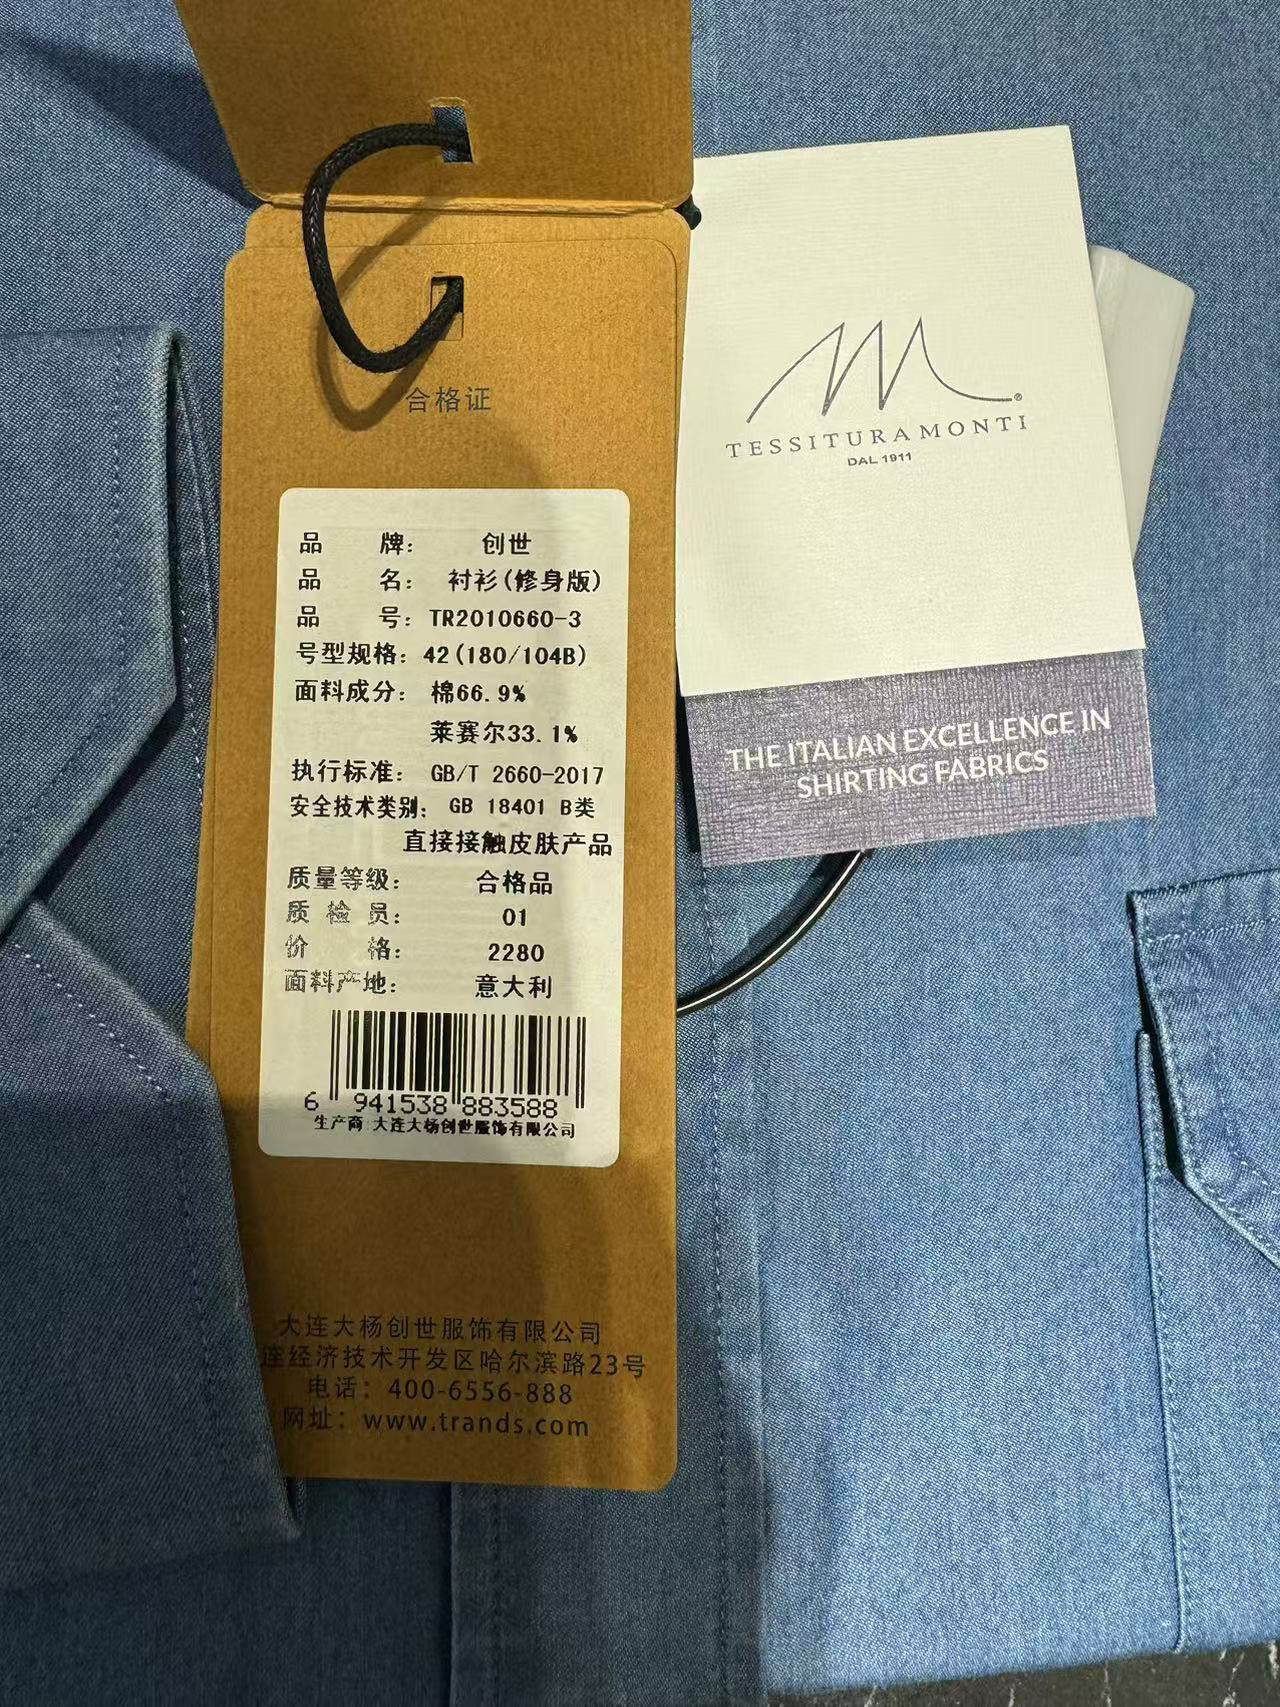 合格证
品 牌： 创世
品 名： 衬衫(修身版)
品 号：TR2010660-3
号型规格：42(180/104B)
面料成分： 棉66.9%
莱赛尔33.1%
执行标准： GB/T 2660-2017
安全技术类别： GB 18401 B类
直接接触皮肤产品
质量等级： 合格品
质 检 员： 01
价 格： 2280
面料产地： 意大利
6 941538 883588
生产商:大连大杨创世服饰有限公司
大连大杨创世服饰有限公司
连经济技术开发区哈尔滨路23号
电话：400-6556-888
网址：www.trands.com
TESSITURA MONTI
DAL 1911
THE ITALIAN EXCELLENCE IN
SHIRTING FABRICS